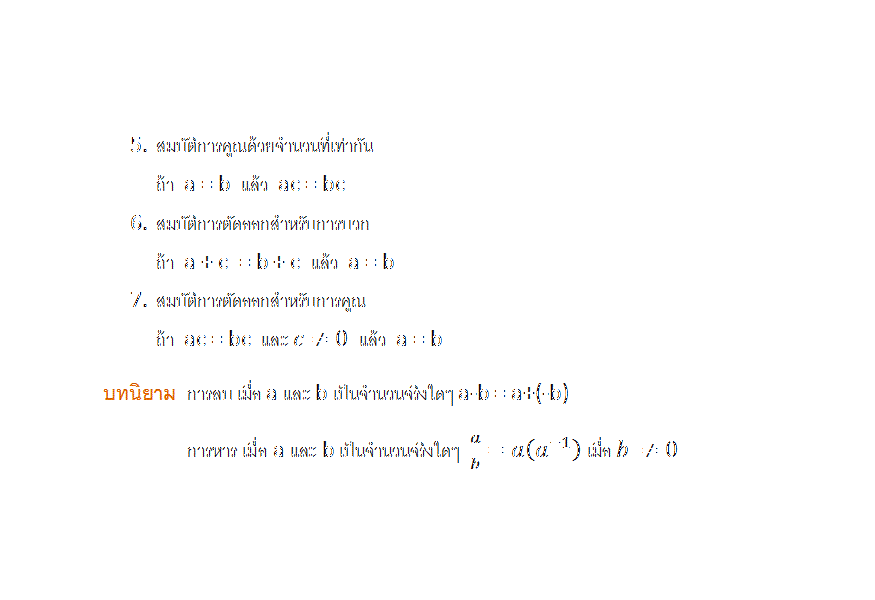 5. สมบัติการคูณด้วยจำนวนที่เท่ากัน
ถ้า a = b แล้ว ac = bc
6. สมบัติการตัดออกสำหรับการบวก
ถ้า a + c = b + c แล้ว a = b
7. สมบัติการตัดออกสำหรับการคูณ
ถ้า ac = bc และ c ≠ 0 แล้ว a = b
บทนิยาม การลบ เมื่อ a และ b เป็นจำนวนจริงใดๆ a-b = a+(-b)
การหาร เมื่อ a และ b เป็นจำนวนจริงใดๆ a/b = a(a⁻¹) เมื่อ b ≠ 0